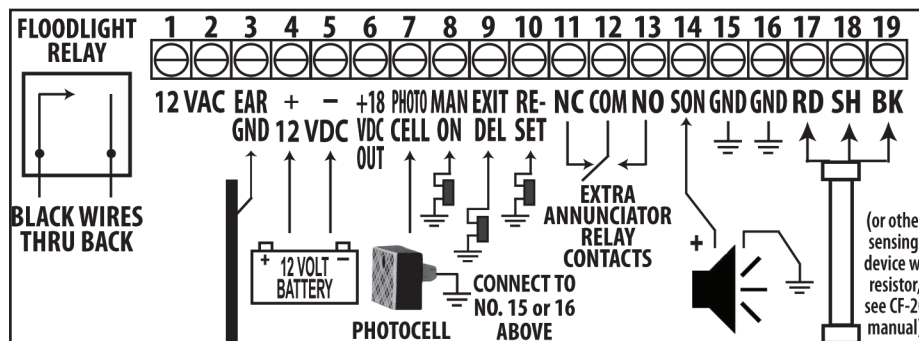 FLOODLIGHT
RELAY
1 2 3 4 5 6 7 8 9 10 11 12 13 14 15 16 17 18 19
12 VAC EAR + − +18 PHOTO MAN EXIT RE- NC COM NO SON GND GND RD SH BK
GND 12 VDC VDC CELL ON DEL SET
OUT
BLACK WIRES
THRU BACK
+ −
12 VOLT
BATTERY
PHOTOCELL
CONNECT TO
NO. 15 or 16
ABOVE
EXTRA
ANNUNCIATOR
RELAY
CONTACTS
+
(or othe
sensing
device w
resistor,
see CF-2
manual)